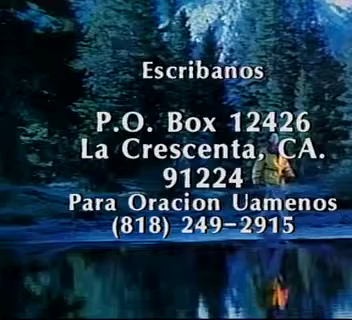 Escribanos
P.O. Box 12426
La Crescenta, CA.
91224
Para Oracion Uamenos
(818) 249-2915